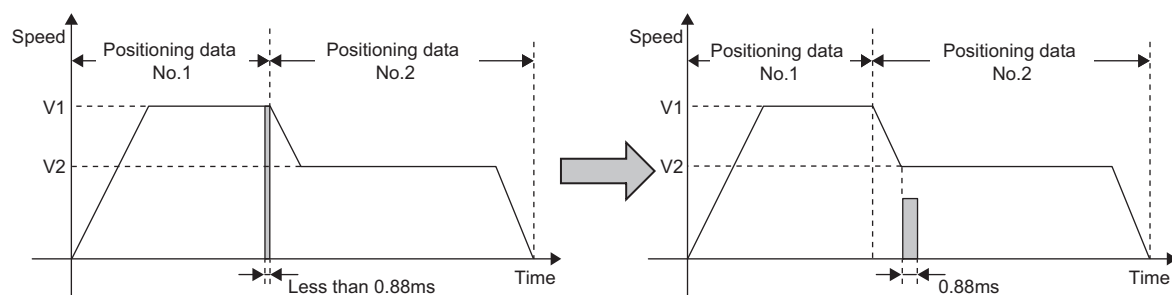 Speed
Positioning data
No.1
Positioning data
No.2
V1
V2
Less than 0.88ms
Time
Speed
Positioning data
No.1
Positioning data
No.2
V1
V2
0.88ms
Time